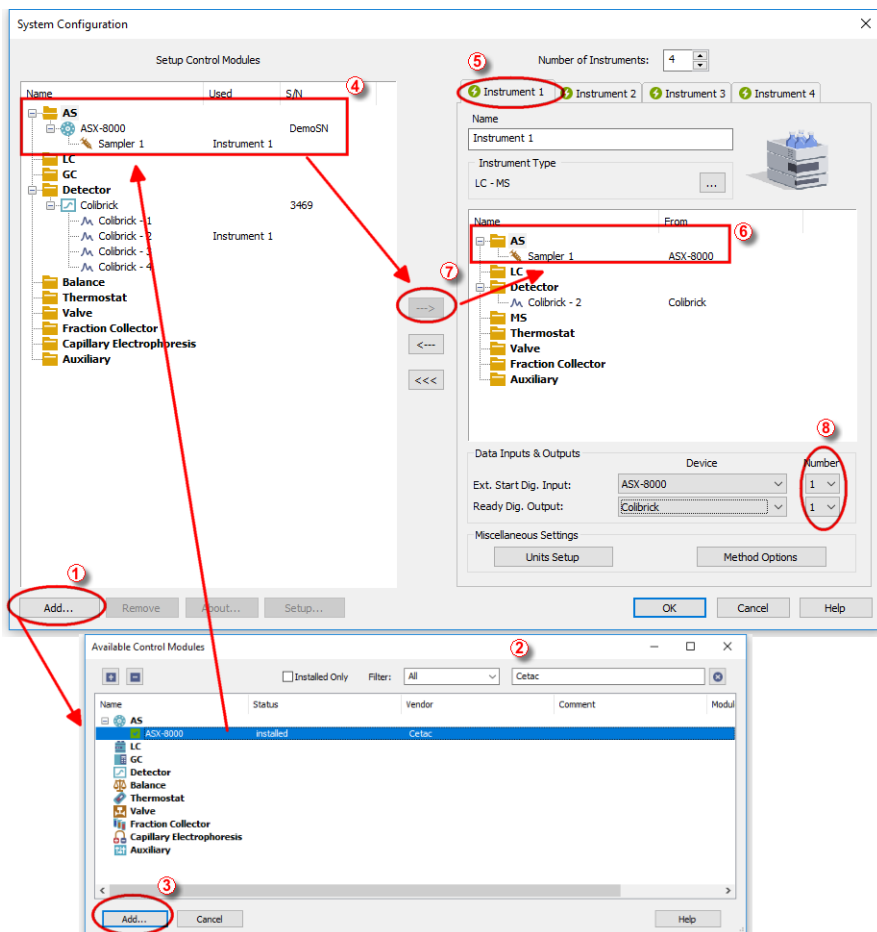 System Configuration
Setup Control Modules
Number of Instruments: 4
⑤
④
Name Used S/N
AS
ASX-8000 DemoSN
Sampler 1 Instrument 1
LC
GC
Detector
Colibrick 3469
Colibrick - 1
Colibrick - 2 Instrument 1
Colibrick - 3
Colibrick - 4
Balance
Thermostat
Valve
Fraction Collector
Capillary Electrophoresis
Auxiliary
⑦
--->
<---
<<<
Instrument 1 Instrument 2 Instrument 3 Instrument 4
Name
Instrument 1
Instrument Type
LC - MS ...
Name From
⑥
AS
Sampler 1 ASX-8000
LC
Detector
Colibrick - 2 Colibrick
MS
Thermostat
Valve
Fraction Collector
Auxiliary
⑧
Data Inputs & Outputs
Device Number
Ext. Start Dig. Input: ASX-8000 1
Ready Dig. Output: Colibrick 1
Miscellaneous Settings
Units Setup Method Options
①
Add... Remove About... Setup...
OK Cancel Help
Available Control Modules
②
Installed Only Filter: All Cetac
Name Status Vendor Comment Modul
AS
ASX-8000 installed Cetac
LC
GC
Detector
Balance
Thermostat
Valve
Fraction Collector
Capillary Electrophoresis
Auxiliary
③
Add... Cancel Help